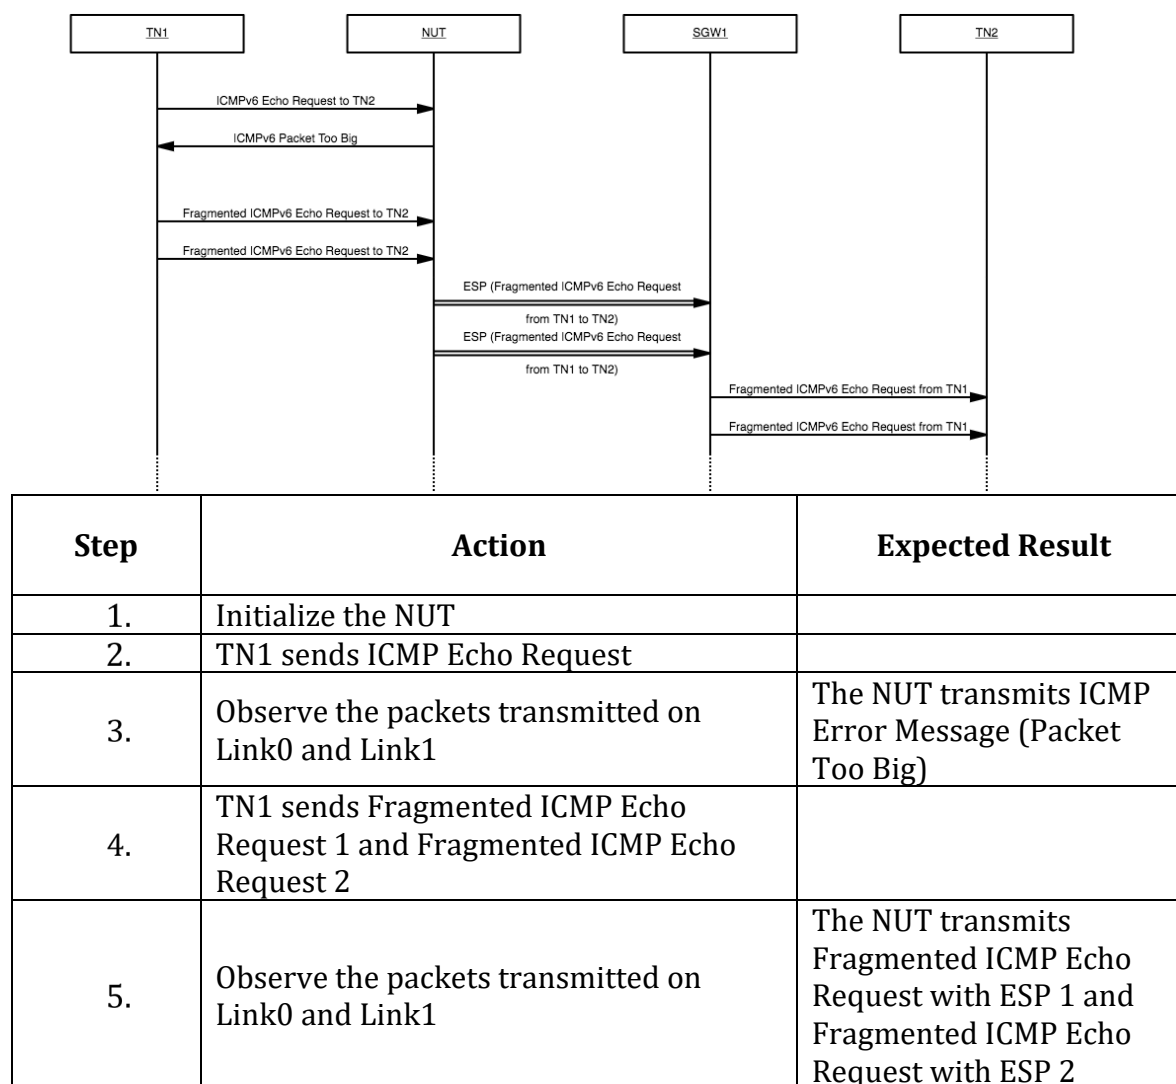 TN1 NUT SGW1 TN2
ICMPv6 Echo Request to TN2
ICMPv6 Packet Too Big
Fragmented ICMPv6 Echo Request to TN2
Fragmented ICMPv6 Echo Request to TN2
ESP (Fragmented ICMPv6 Echo Request
from TN1 to TN2)
ESP (Fragmented ICMPv6 Echo Request
from TN1 to TN2)
Fragmented ICMPv6 Echo Request from TN1
Fragmented ICMPv6 Echo Request from TN1
Step Action Expected Result
1. Initialize the NUT
2. TN1 sends ICMP Echo Request
3. Observe the packets transmitted on
Link0 and Link1
The NUT transmits ICMP
Error Message (Packet
Too Big)
4. TN1 sends Fragmented ICMP Echo
Request 1 and Fragmented ICMP Echo
Request 2
5. Observe the packets transmitted on
Link0 and Link1
The NUT transmits
Fragmented ICMP Echo
Request with ESP 1 and
Fragmented ICMP Echo
Request with ESP 2